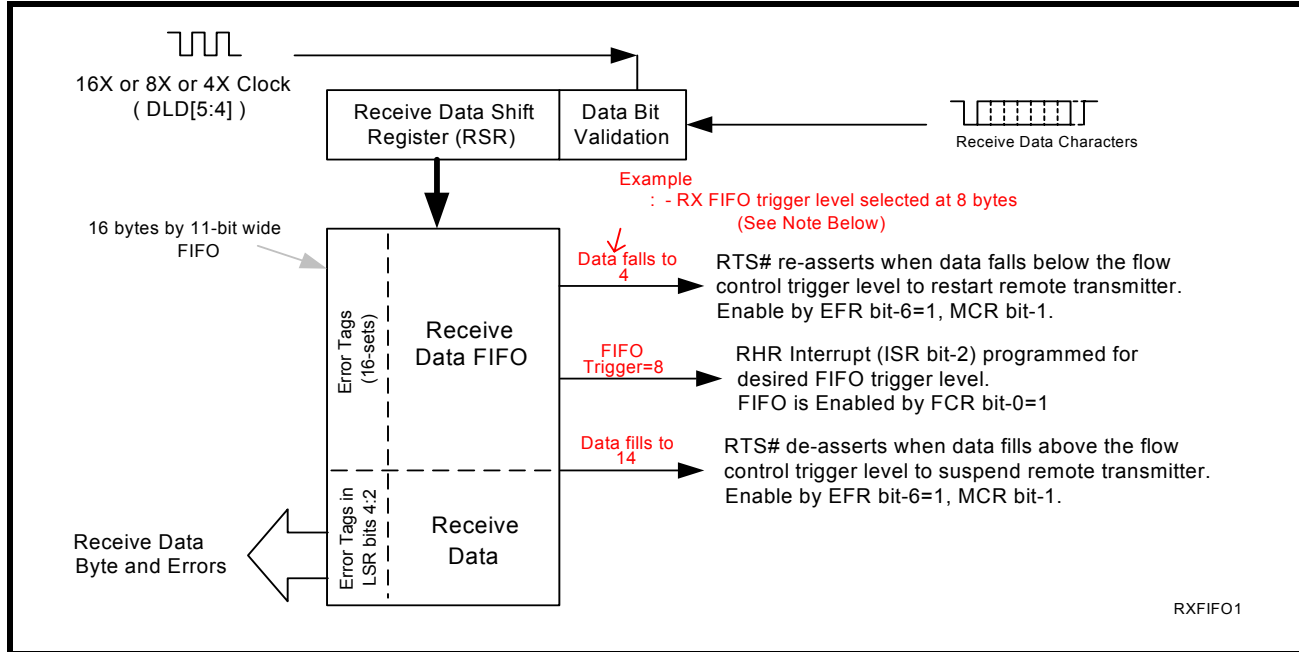 16X or 8X or 4X Clock
( DLD[5:4] )
Receive Data Shift
Register (RSR)
Data Bit
Validation
Receive Data Characters
Example
: - RX FIFO trigger level selected at 8 bytes
(See Note Below)
16 bytes by 11-bit wide
FIFO
Error Tags
(16-sets)
Receive
Data FIFO
Data falls to
4
RTS# re-asserts when data falls below the flow
control trigger level to restart remote transmitter.
Enable by EFR bit-6=1, MCR bit-1.
FIFO
Trigger=8
RHR Interrupt (ISR bit-2) programmed for
desired FIFO trigger level.
FIFO is Enabled by FCR bit-0=1
Data fills to
14
RTS# de-asserts when data fills above the flow
control trigger level to suspend remote transmitter.
Enable by EFR bit-6=1, MCR bit-1.
Error Tags in
LSR bits 4:2
Receive
Data
Receive Data
Byte and Errors
RXFIFO1